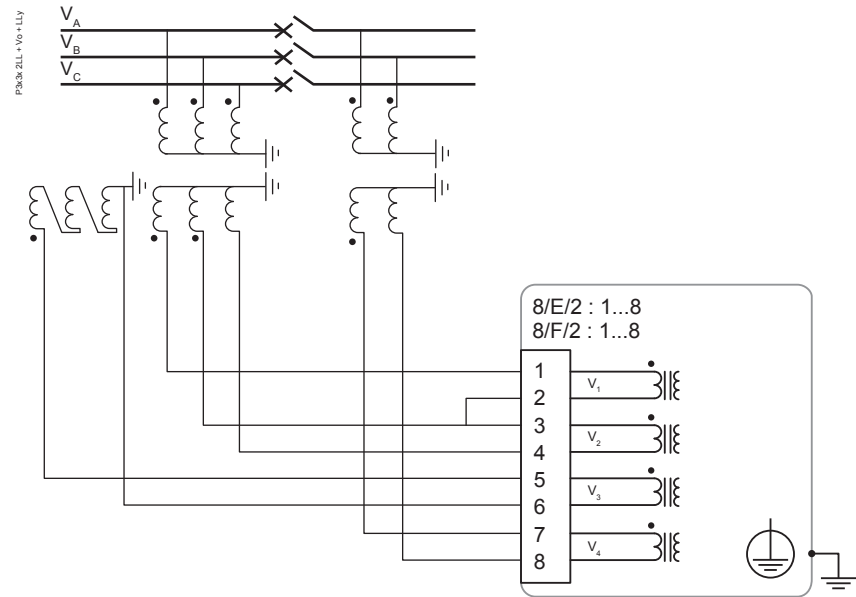 P3x3x 2LL + Vo + LLy
VA
VB
VC
8/E/2 : 1...8
8/F/2 : 1...8
1
2
3
4
5
6
7
8
V1
V2
V3
V4